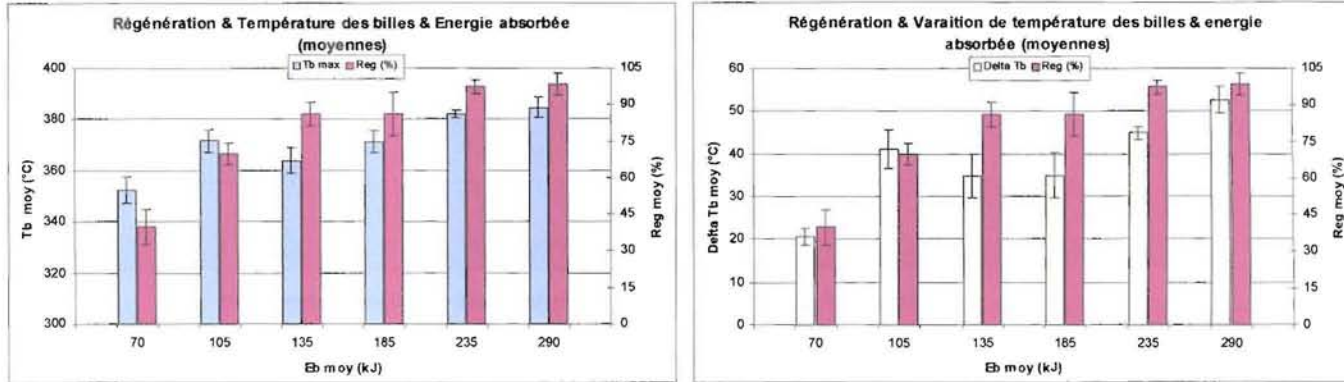 Régénération & Température des billes & Energie absorbée
(moyennes)
Tb max Reg (%)
400
380
360
340
320
300
Tb moy (°C)
105
90
75
60
45
30
15
0
Reg moy (%)
70 105 135 185 235 290
Eb moy (kJ)
Régénération & Varaition de température des billes & energie
absorbée (moyennes)
Delta Tb Reg (%)
60
50
40
30
20
10
0
Delta Tb moy (°C)
105
90
75
60
45
30
15
0
Reg moy (%)
70 105 135 185 235 290
Eb moy (kJ)